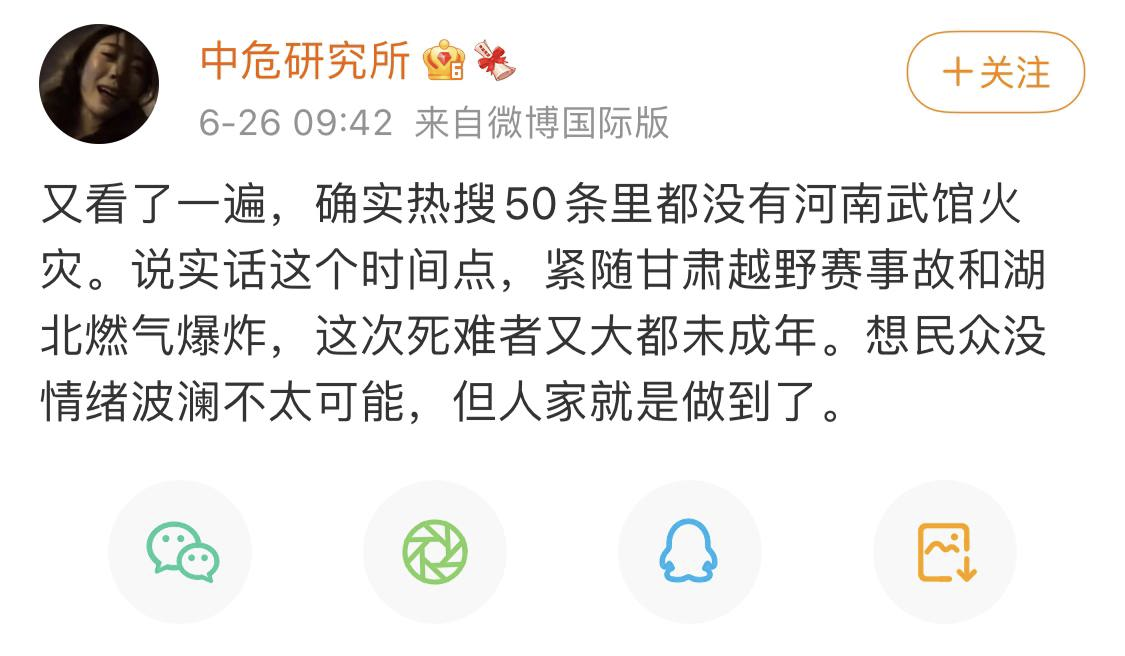 中危研究所
6-26 09:42 来自微博国际版
+关注
又看了一遍，确实热搜50条里都没有河南武馆火
灾。说实话这个时间点，紧随甘肃越野赛事故和湖
北燃气爆炸，这次死难者又大都未成年。想民众没
情绪波澜不太可能，但人家就是做到了。